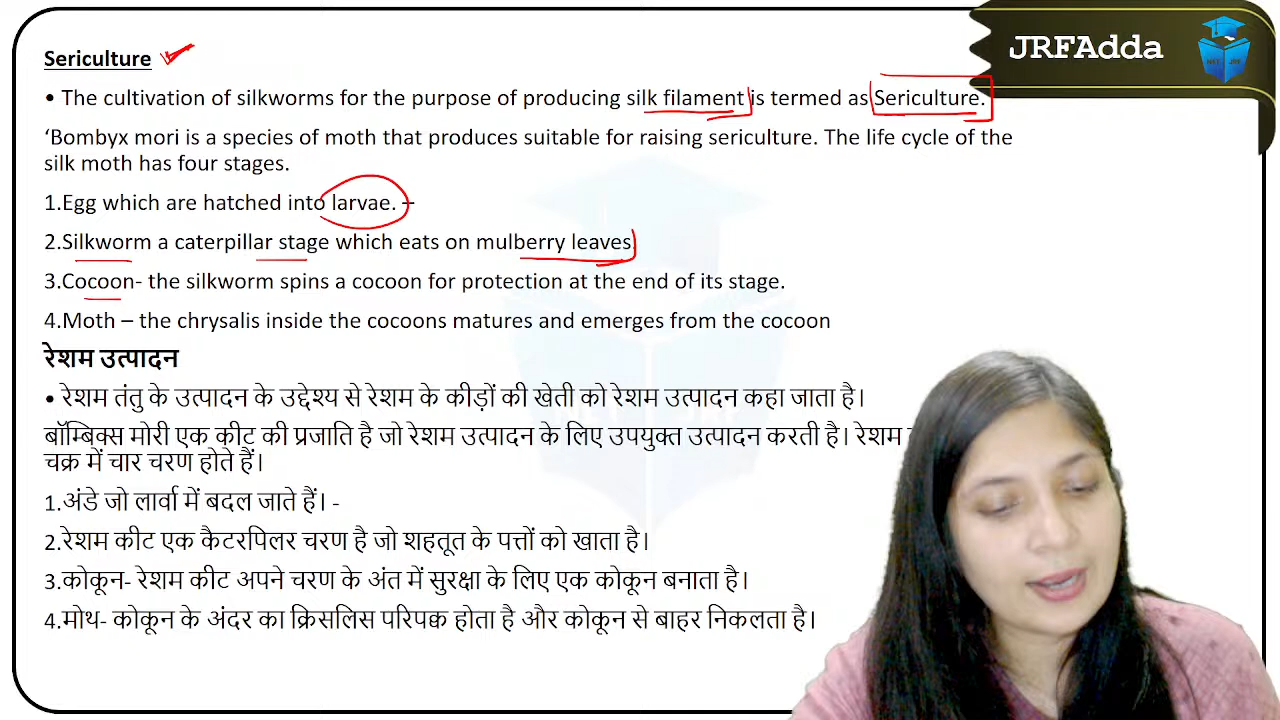 JRFAdda
NET JRF
Sericulture
• The cultivation of silkworms for the purpose of producing silk filament is termed as Sericulture.
‘Bombyx mori is a species of moth that produces suitable for raising sericulture. The life cycle of the
silk moth has four stages.
1.Egg which are hatched into larvae. –
2.Silkworm a caterpillar stage which eats on mulberry leaves
3.Cocoon- the silkworm spins a cocoon for protection at the end of its stage.
4.Moth – the chrysalis inside the cocoons matures and emerges from the cocoon
रेशम उत्पादन
• रेशम तंतु के उत्पादन के उद्देश्य से रेशम के कीड़ों की खेती को रेशम उत्पादन कहा जाता है।
बॉम्बिक्स मोरी एक कीट की प्रजाति है जो रेशम उत्पादन के लिए उपयुक्त उत्पादन करती है। रेशम
चक्र में चार चरण होते हैं।
1.अंडे जो लार्वा में बदल जाते हैं। -
2.रेशम कीट एक कैटरपिलर चरण है जो शहतूत के पत्तों को खाता है।
3.कोकून- रेशम कीट अपने चरण के अंत में सुरक्षा के लिए एक कोकून बनाता है।
4.मोथ- कोकून के अंदर का क्रिसलिस परिपक्व होता है और कोकून से बाहर निकलता है।